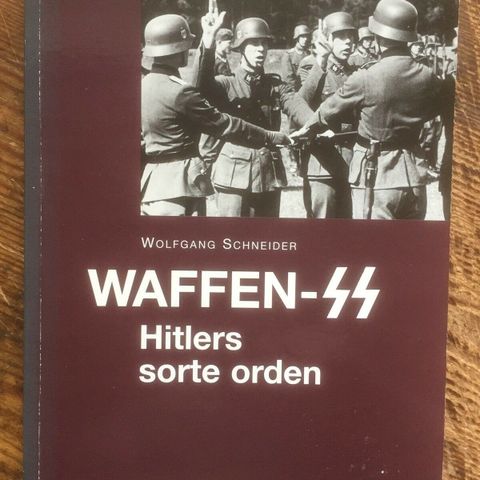 WOLFGANG SCHNEIDER
WAFFEN-SS
Hitlers
sorte orden